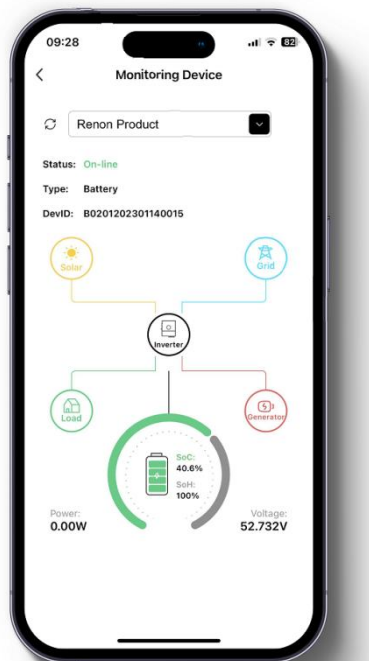 09:28
82
Monitoring Device
Renon Product
Status: On-line
Type: Battery
DevID: B0201202301140015
Solar
Grid
Inverter
Load
Generator
SoC:
40.6%
SoH:
100%
Power:
0.00W
Voltage:
52.732V